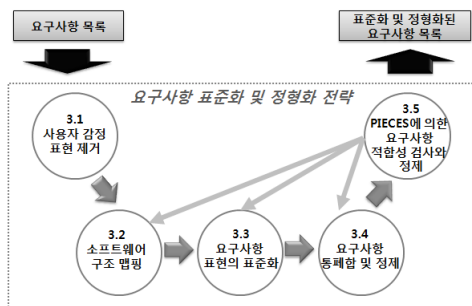 요구사항 목록
표준화 및 정형화된
요구사항 목록
요구사항 표준화 및 정형화 전략
3.1
사용자 감정
표현 제거
3.5
PIECES에 의한
요구사항
적합성 검사와
정제
3.2
소프트웨어
구조 맵핑
3.3
요구사항
표현의 표준화
3.4
요구사항
통폐합 및 정제